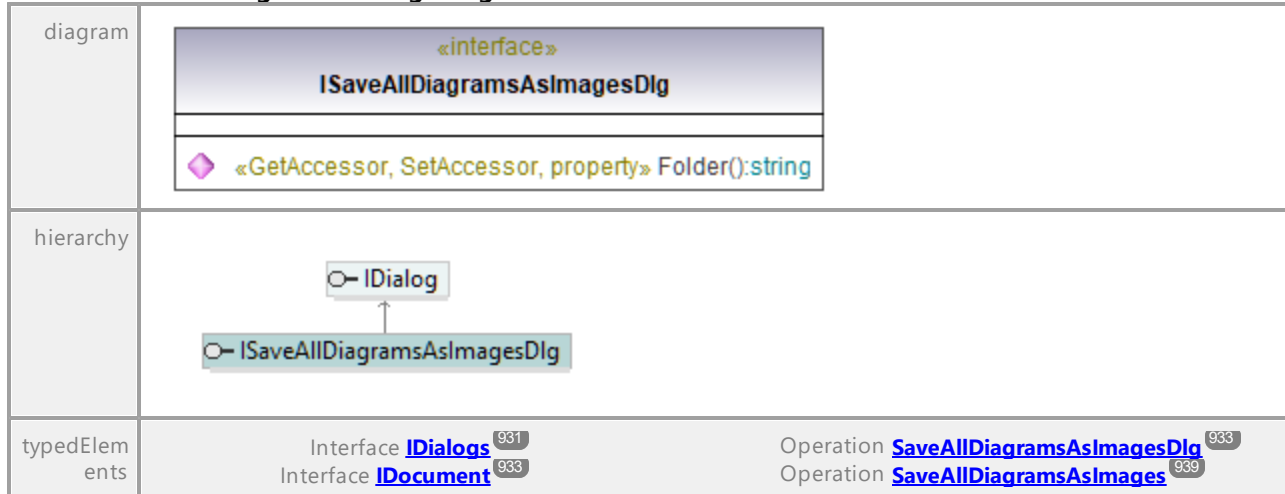 diagram
«interface»
ISaveAllDiagramsAsImagesDlg
«GetAccessor, SetAccessor, property» Folder():string
hierarchy
IDialog
ISaveAllDiagramsAsImagesDlg
typedElem
ents
Interface IDialogs 931
Operation SaveAllDiagramsAsImagesDlg 933
Interface IDocument 933
Operation SaveAllDiagramsAsImages 939